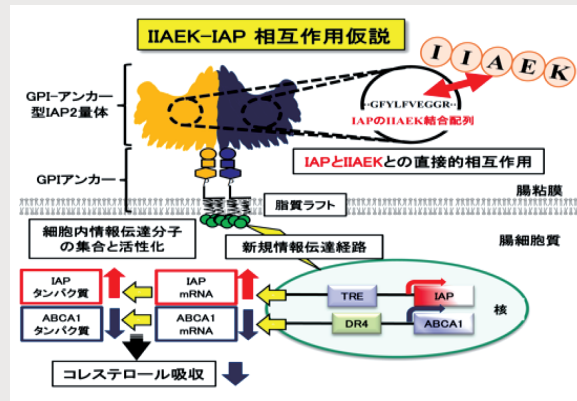 IIAEK-IAP 相互作用仮説
I I A E K
GPI-アンカー
型IAP2量体
··GFYLFVEGGR··
IAPのIIAEK結合配列
IAPとIIAEKとの直接的相互作用
GPIアンカー
腸粘膜
脂質ラフト
細胞内情報伝達分子
の集合と活性化
新規情報伝達経路
腸細胞質
IAP
タンパク質
IAP
mRNA
TRE
IAP
核
ABCA1
タンパク質
ABCA1
mRNA
DR4
ABCA1
コレステロール吸収